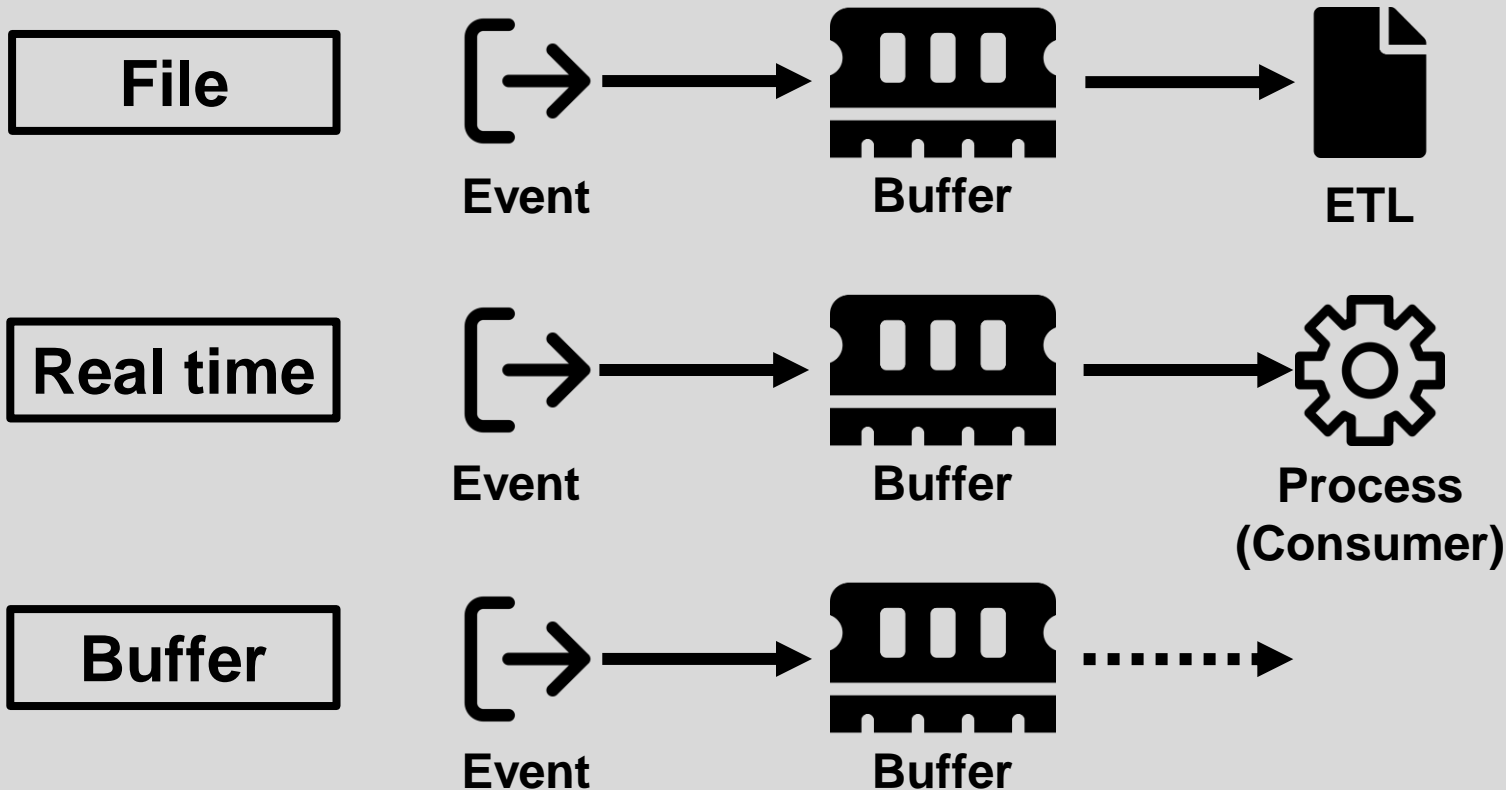 File
Event
Buffer
ETL
Real time
Event
Buffer
Process
(Consumer)
Buffer
Event
Buffer